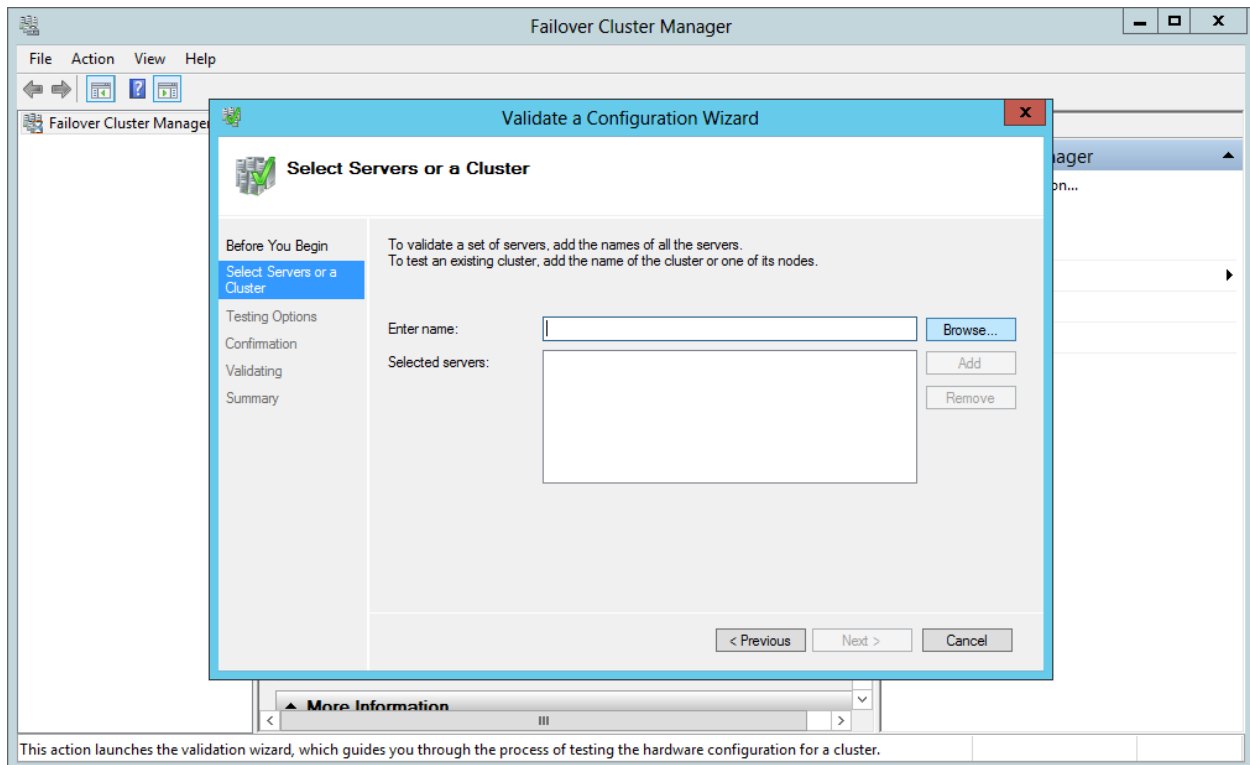 Failover Cluster Manager
File Action View Help
Failover Cluster Manager
Validate a Configuration Wizard
Select Servers or a Cluster
Before You Begin
Select Servers or a
Cluster
Testing Options
Confirmation
Validating
Summary
To validate a set of servers, add the names of all the servers.
To test an existing cluster, add the name of the cluster or one of its nodes.
Enter name:
Browse...
Selected servers:
Add
Remove
< Previous
Next >
Cancel
More Information
This action launches the validation wizard, which guides you through the process of testing the hardware configuration for a cluster.